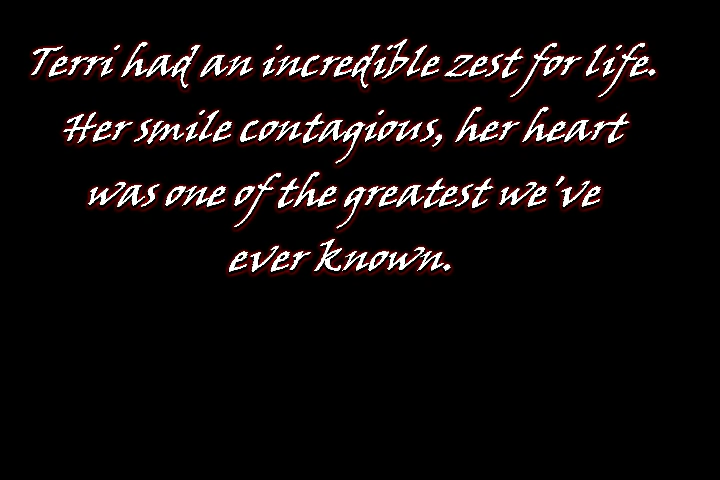 Terri had an incredible zest for life.
Her smile contagious, her heart
was one of the greatest we've
ever known.